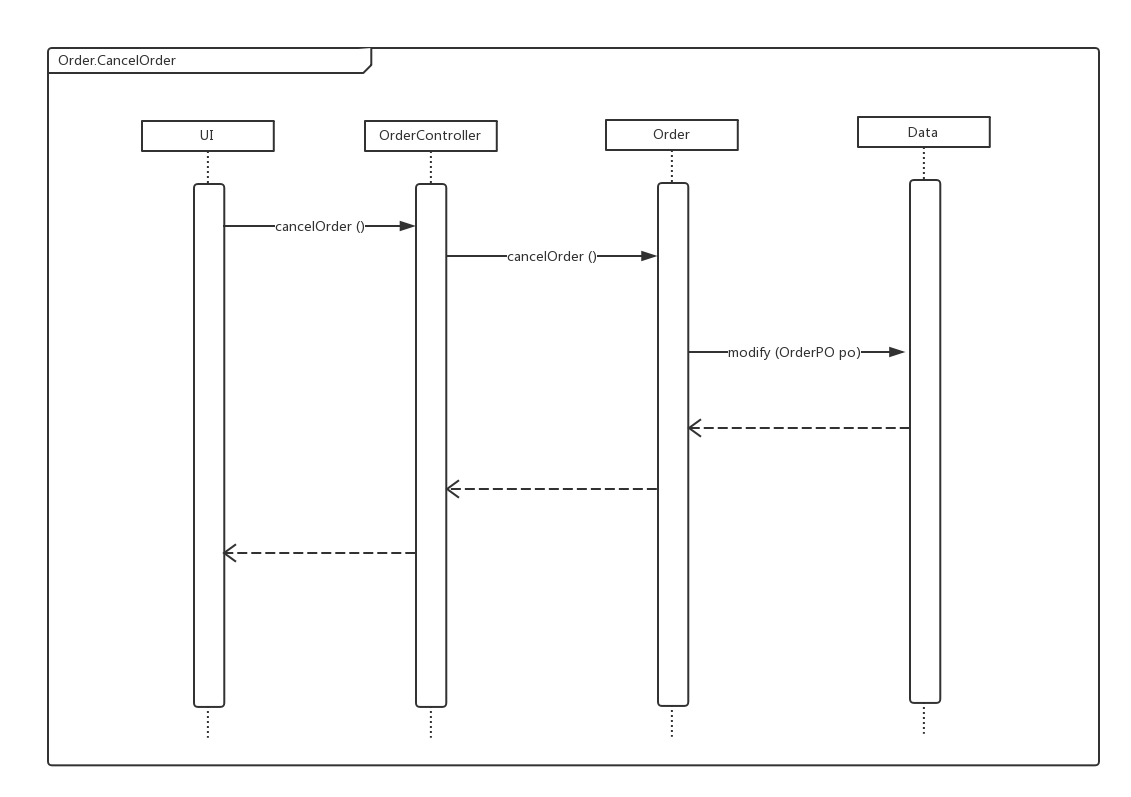 Order.CancelOrder
UI
OrderController
Order
Data
cancelOrder ()
cancelOrder ()
modify (OrderPO po)